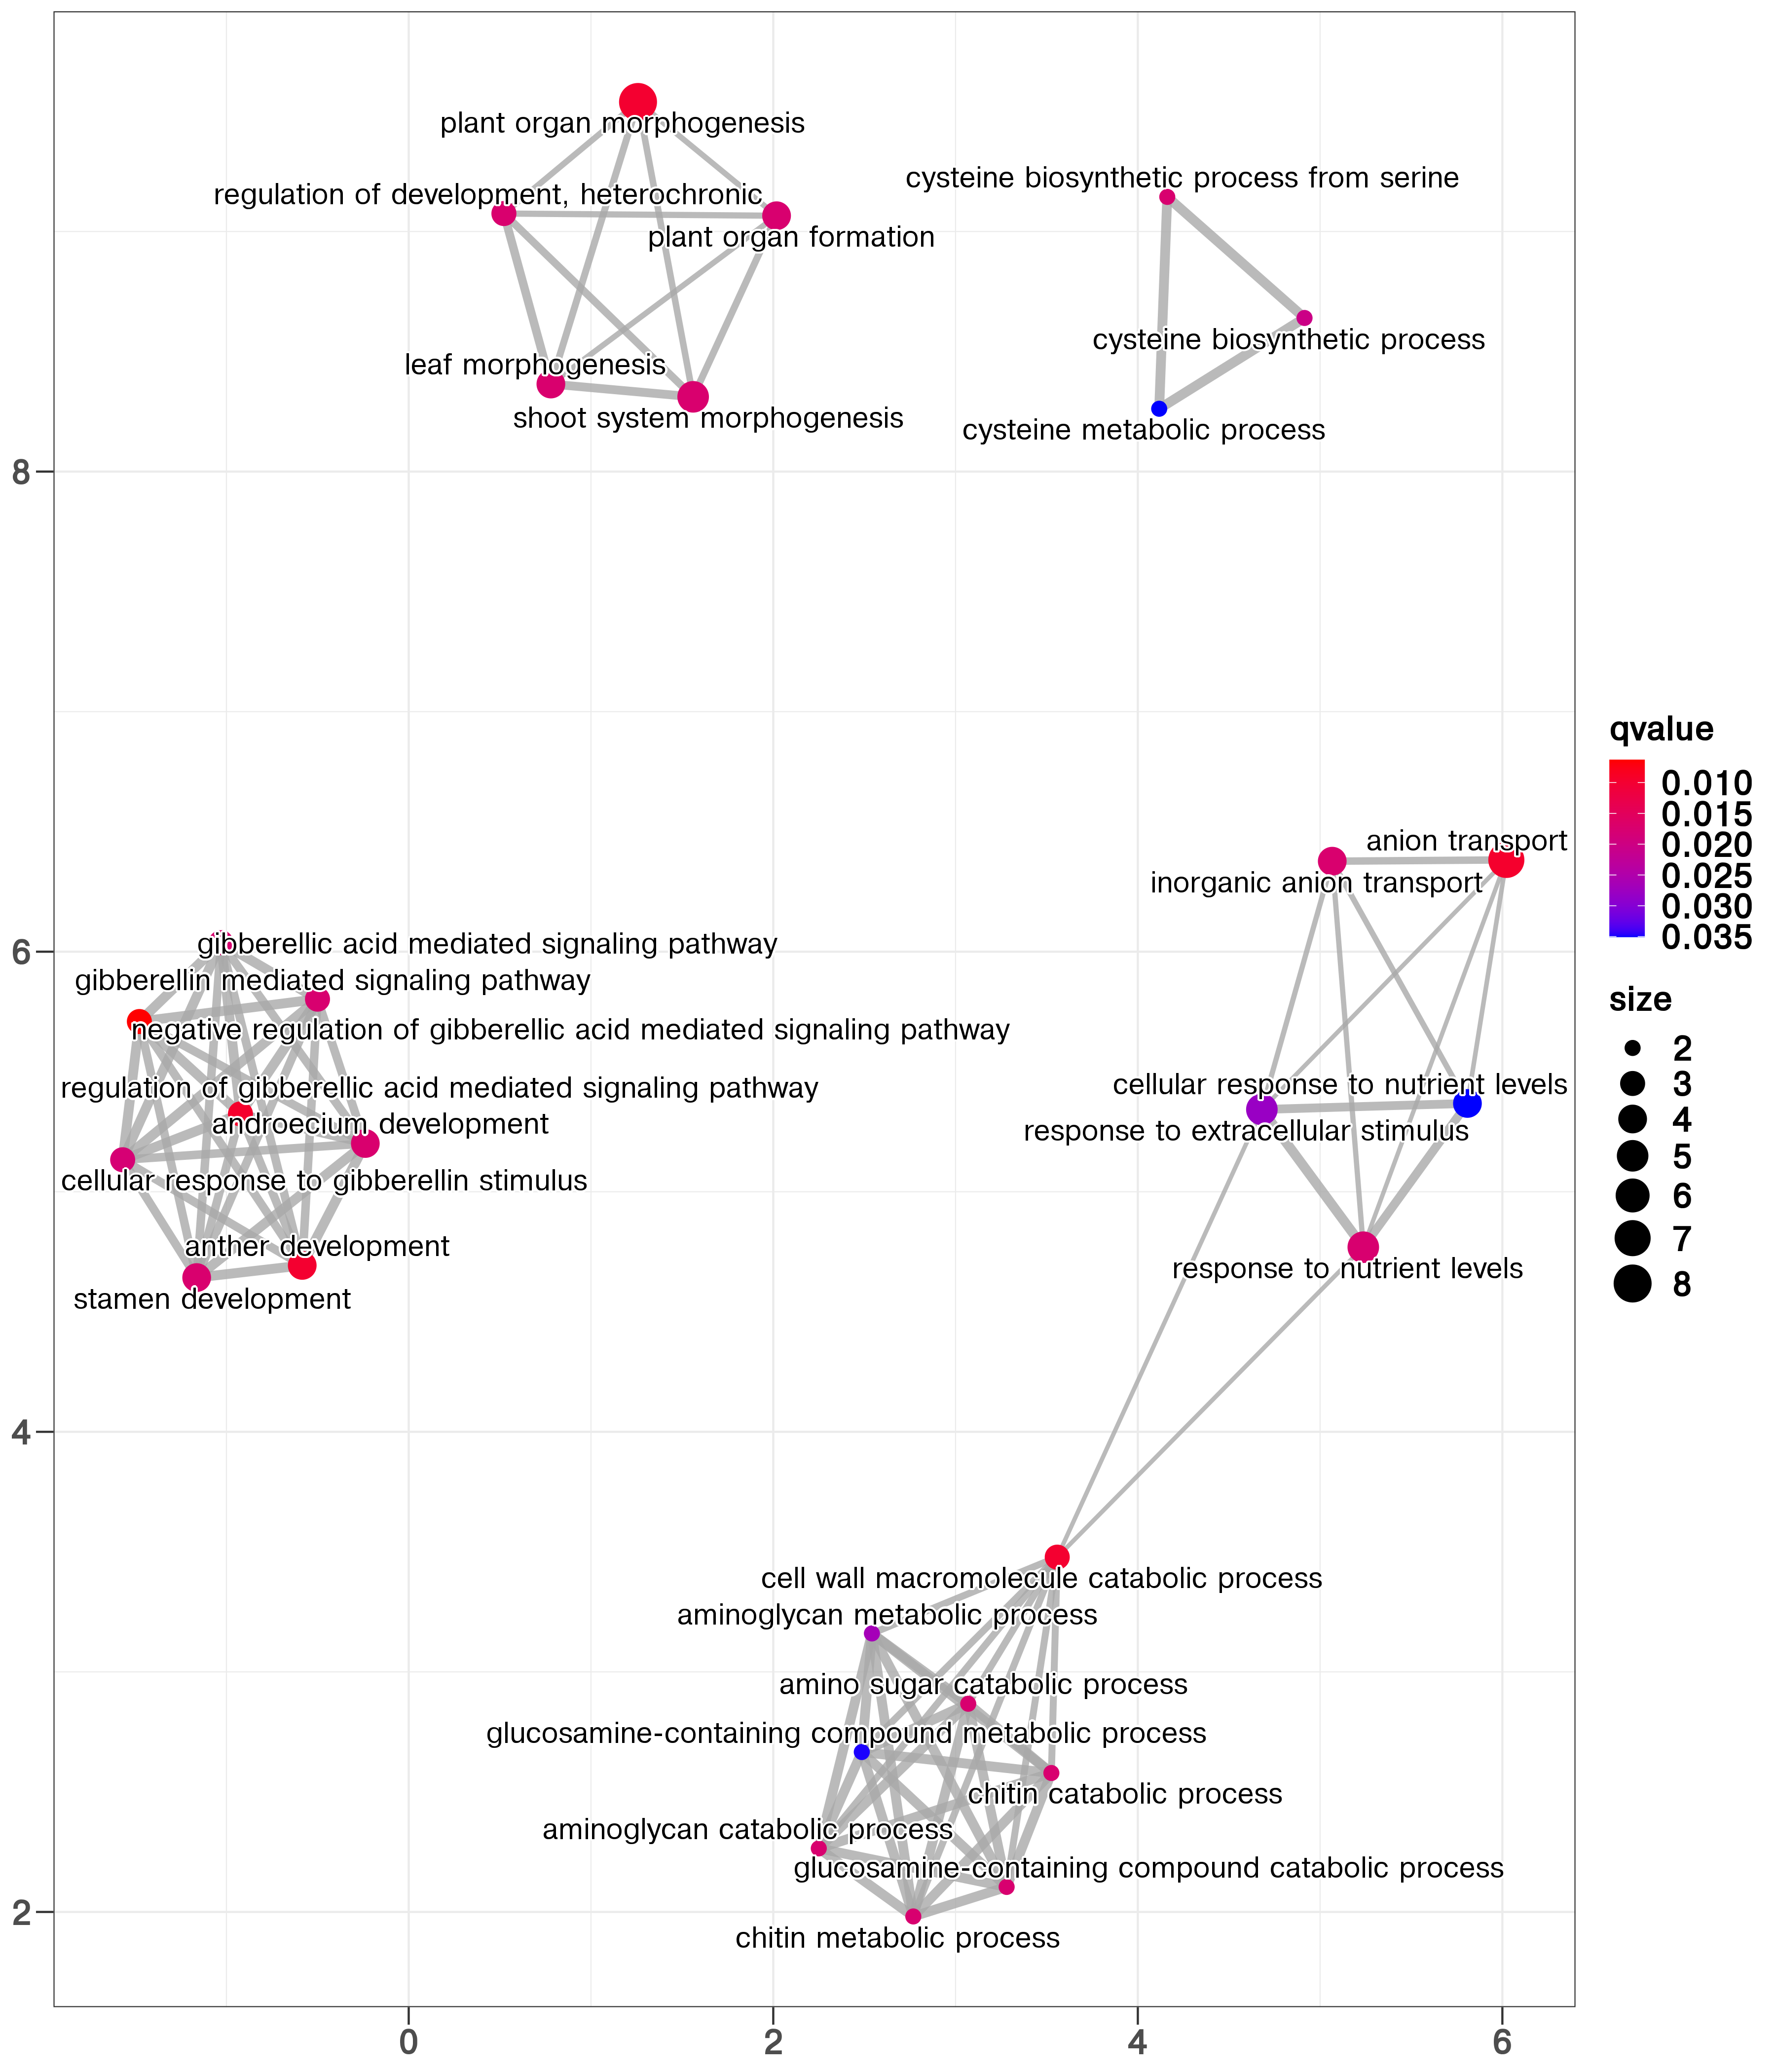 plant organ morphogenesis
cysteine biosynthetic process from serine
regulation of development, heterochronic
plant organ formation
cysteine biosynthetic process
leaf morphogenesis
shoot system morphogenesis
cysteine metabolic process
8
qvalue
0.010
0.015
0.020
0.025
0.030
0.035
anion transport
inorganic anion transport
gibberellic acid mediated signaling pathway
6
gibberellin mediated signaling pathway
negative regulation of gibberellic acid mediated signaling pathway
size
2
3
4
5
6
7
8
regulation of gibberellic acid mediated signaling pathway
cellular response to nutrient levels
androecium development
response to extracellular stimulus
cellular response to gibberellin stimulus
anther development
response to nutrient levels
stamen development
4
cell wall macromolecule catabolic process
aminoglycan metabolic process
amino sugar catabolic process
glucosamine-containing compound metabolic process
chitin catabolic process
aminoglycan catabolic process
glucosamine-containing compound catabolic process
2
chitin metabolic process
0
2
4
6